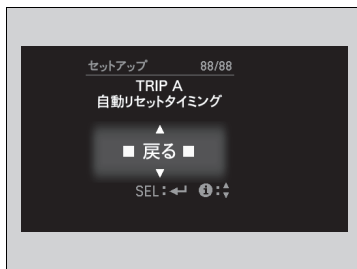 セットアップ 88/88
TRIP A
自動リセットタイミング
▲
■ 戻る ■
▼
SEL:↵ ℹ:▲▼